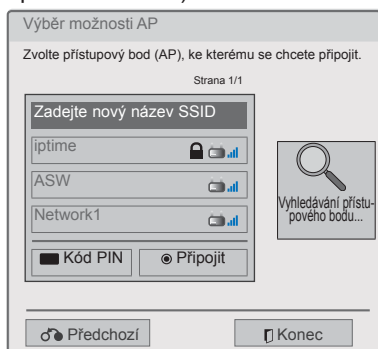 Výběr možnosti AP
Zvolte přístupový bod (AP), ke kterému se chcete připojit.
Strana 1/1
Zadejte nový název SSID
iptime
ASW
Network1
Vyhledávání přístu-
pového bodu...
Kód PIN
Připojit
Předchozí
Konec